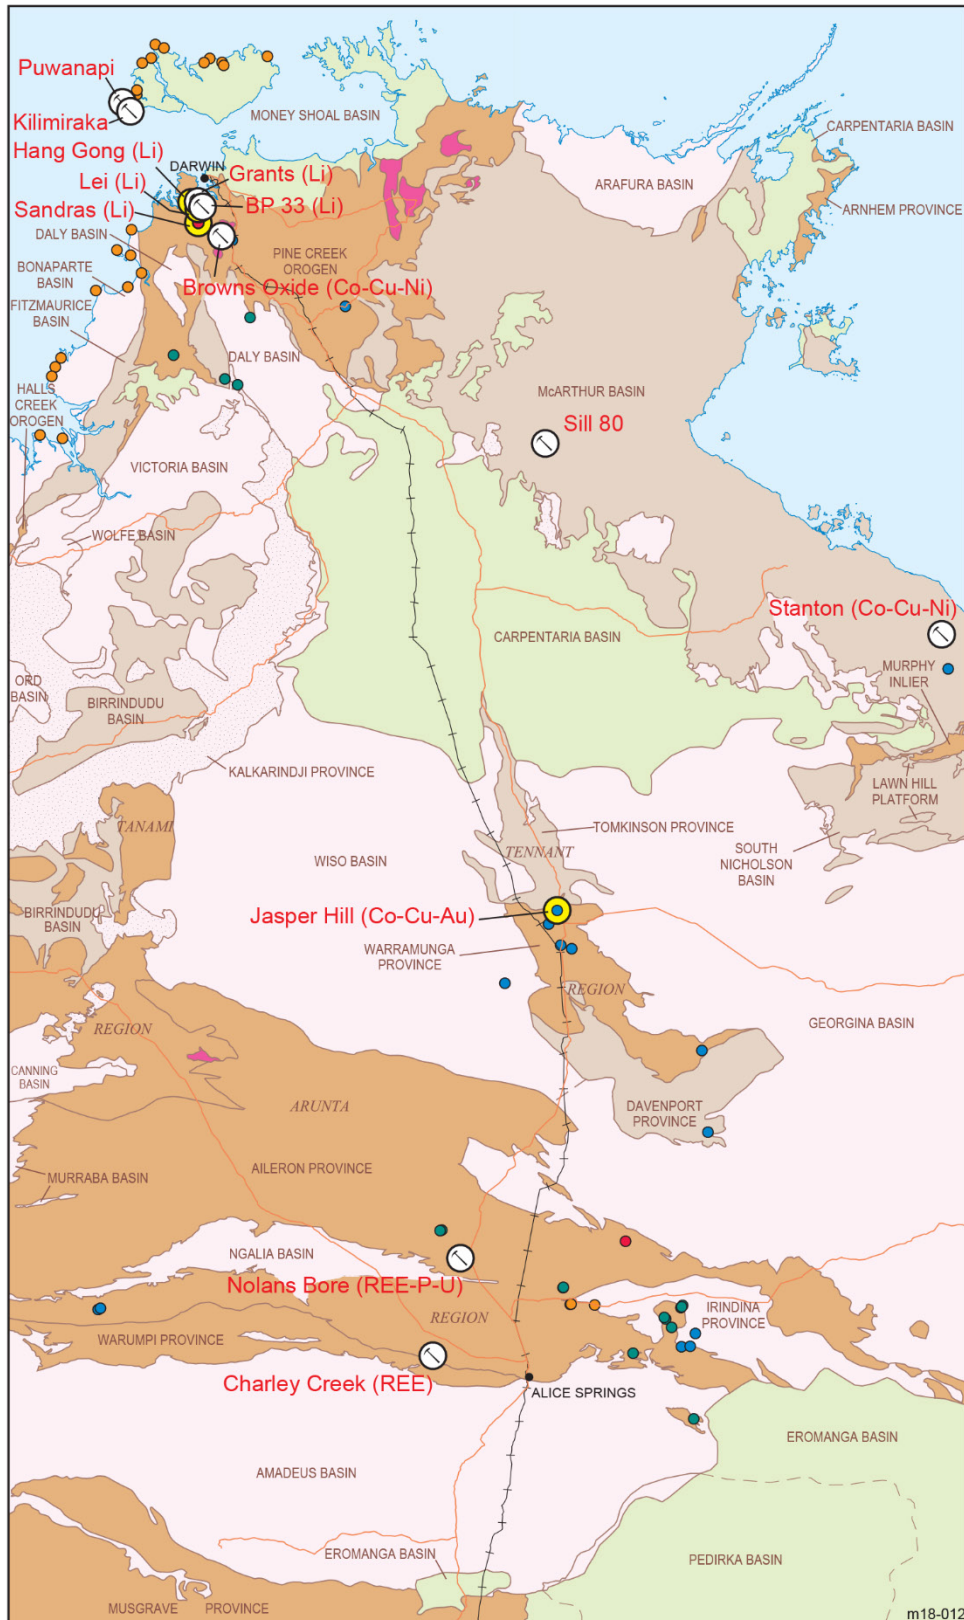 Puwanapi
Kilimiraka
MONEY SHOAL BASIN
CARPENTARIA BASIN
Hang Gong (Li)
DARWIN
Grants (Li)
Lei (Li)
ARAFURA BASIN
BP 33 (Li)
Sandras (Li)
ARNHEM PROVINCE
DALY BASIN
PINE CREEK
OROGEN
BONAPARTE
BASIN
Browns Oxide (Co-Cu-Ni)
FITZMAURICE
BASIN
DALY BASIN
HALLS
CREEK
OROGEN
McARTHUR BASIN
Sill 80
VICTORIA BASIN
WOLFE BASIN
Stanton (Co-Cu-Ni)
CARPENTARIA BASIN
MURPHY
INLIER
ORD
BASIN
BIRRINDUDU
BASIN
KALKARINDJI PROVINCE
LAWN HILL
PLATFORM
TANAMI
TOMKINSON PROVINCE
TENNANT
SOUTH
NICHOLSON
BASIN
WISO BASIN
BIRRINDUDU
BASIN
Jasper Hill (Co-Cu-Au)
WARRAMUNGA
PROVINCE
REGION
GEORGINA BASIN
REGION
CANNING
BASIN
ARUNTA
DAVENPORT
PROVINCE
AILERON PROVINCE
MURRABA BASIN
NGALIA BASIN
Nolans Bore (REE-P-U)
IRINDINA
PROVINCE
REGION
WARUMPI PROVINCE
Charley Creek (REE)
ALICE SPRINGS
EROMANGA BASIN
AMADEUS BASIN
EROMANGA BASIN
PEDIRKA BASIN
MUSGRAVE PROVINCE
m18-012